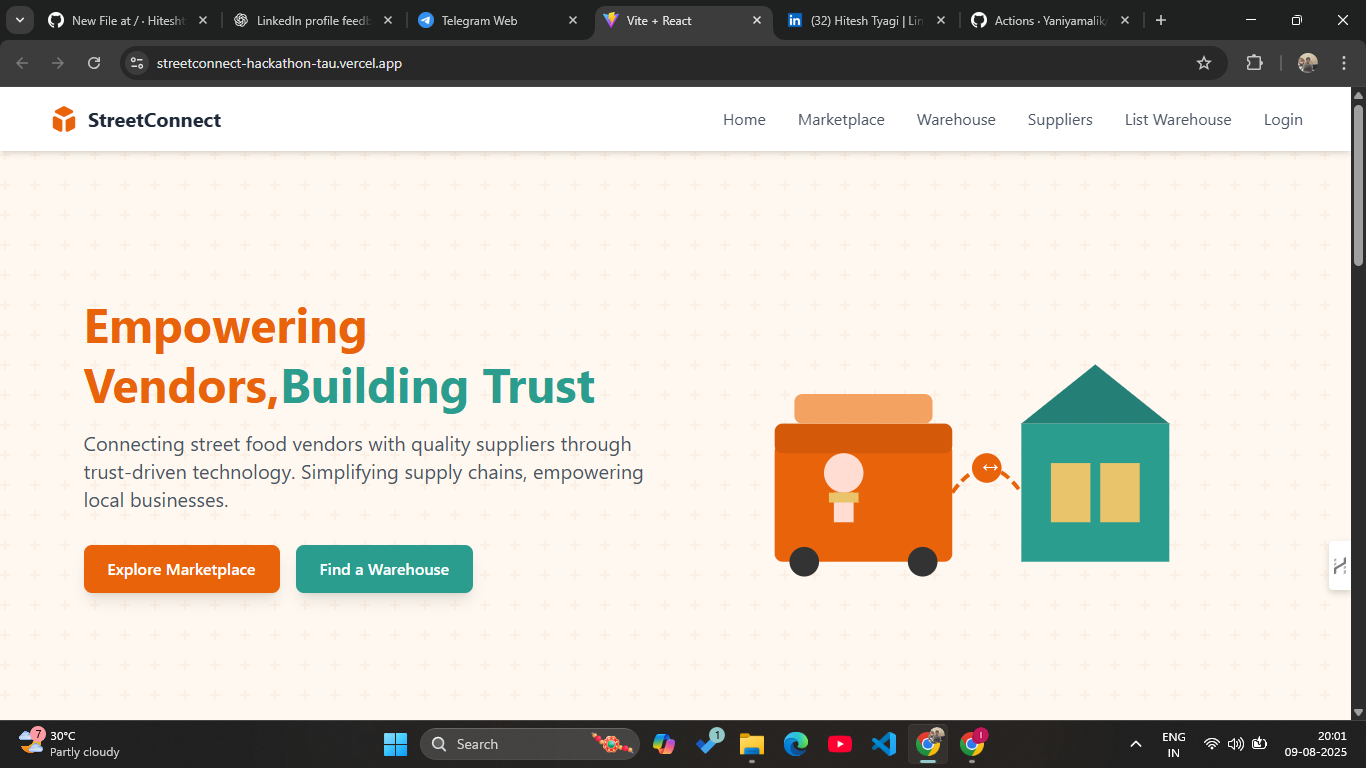 New File at / · Hitesht
LinkedIn profile feedb
Telegram Web
Vite + React
(32) Hitesh Tyagi | Lin
Actions · Yaniyamalik/
streetconnect-hackathon-tau.vercel.app
StreetConnect
Home
Marketplace
Warehouse
Suppliers
List Warehouse
Login
Empowering
Vendors,Building Trust
Connecting street food vendors with quality suppliers through
trust-driven technology. Simplifying supply chains, empowering
local businesses.
Explore Marketplace
Find a Warehouse
7
30°C
Partly cloudy
Search
1
I
ENG
IN
20:01
09-08-2025